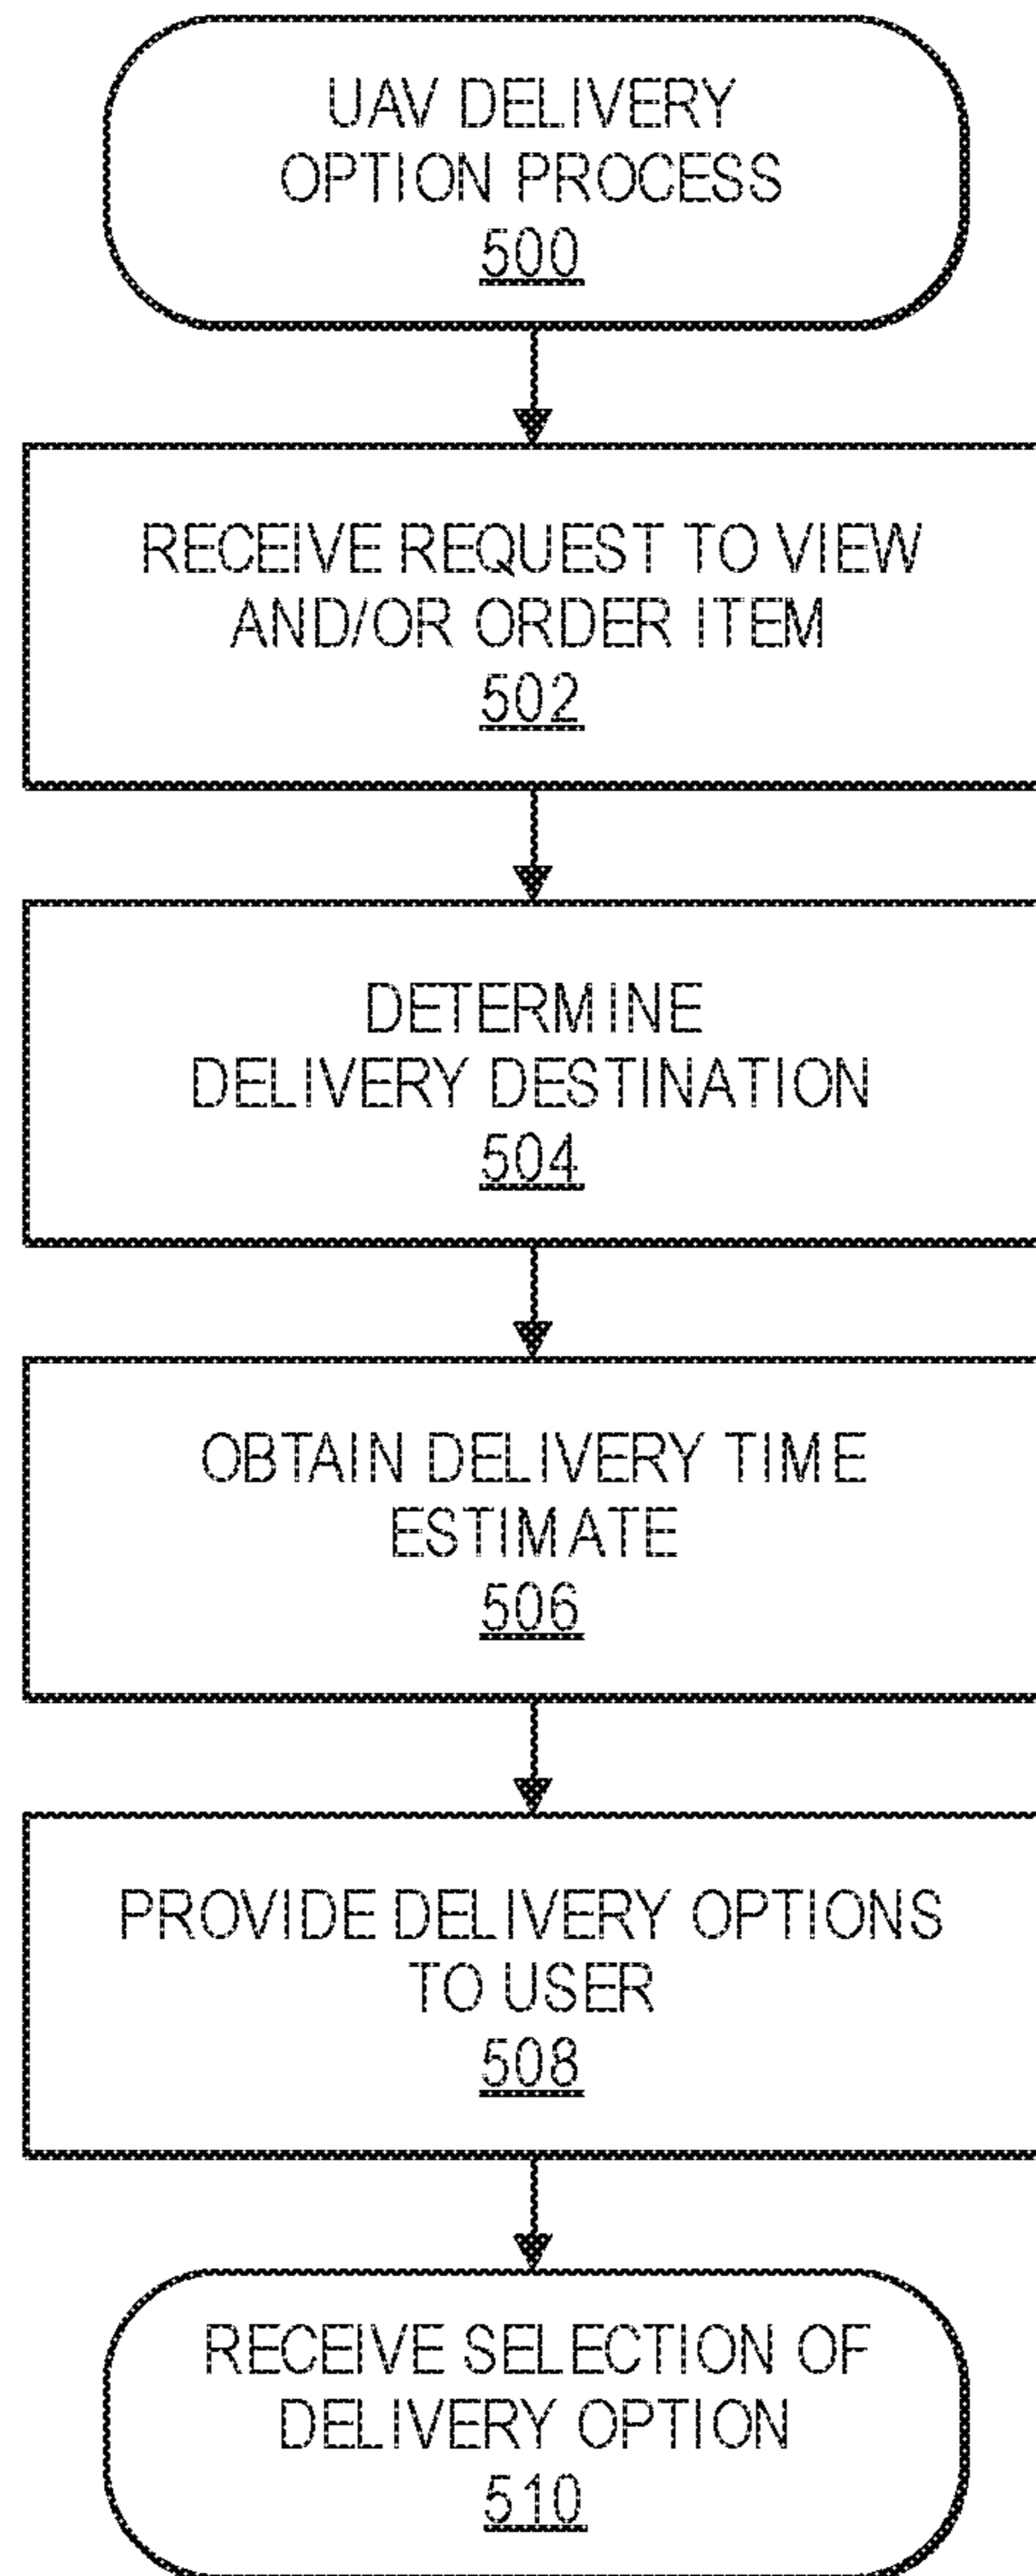 UAV DELIVERY
OPTION PROCESS
500
RECEIVE REQUEST TO VIEW
AND/OR ORDER ITEM
502
DETERMINE
DELIVERY DESTINATION
504
OBTAIN DELIVERY TIME
ESTIMATE
506
PROVIDE DELIVERY OPTIONS
TO USER
508
RECEIVE SELECTION OF
DELIVERY OPTION
510